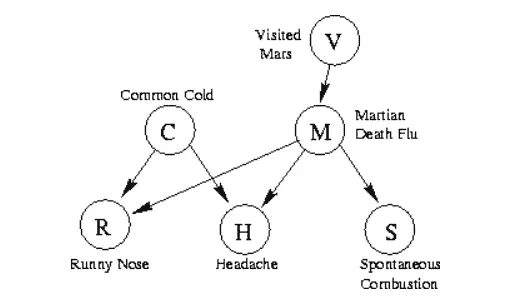 Visited
Mars
V
Common Cold
C
M
Martian
Death Flu
R
H
S
Runny Nose
Headache
Spontaneous
Combustion